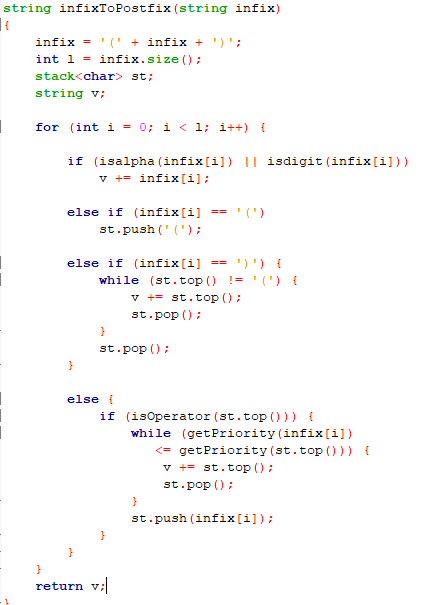 string infixToPostfix(string infix)
{
    infix = '(' + infix + ')';
    int l = infix.size();
    stack<char> st;
    string v;
    for (int i = 0; i < l; i++) {
        if (isalpha(infix[i]) || isdigit(infix[i]))
            v += infix[i];
        else if (infix[i] == '(')
            st.push('(');
        else if (infix[i] == ')') {
            while (st.top() != '(') {
                v += st.top();
                st.pop();
            }
            st.pop();
        }
        else {
            if (isOperator(st.top())) {
                while (getPriority(infix[i])
                   <= getPriority(st.top())) {
                    v += st.top();
                    st.pop();
                }
                st.push(infix[i]);
            }
        }
    }
    return v;
}